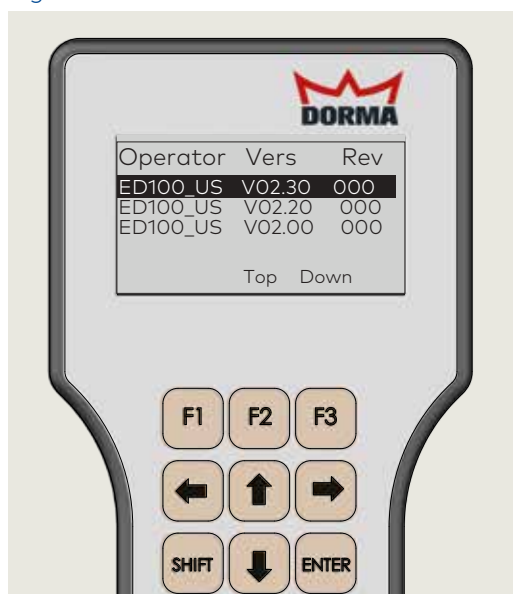 DORMA
Operator Vers Rev
ED100_US V02.30 000
ED100_US V02.20 000
ED100_US V02.00 000
Top Down
F1 F2 F3
SHIFT ENTER